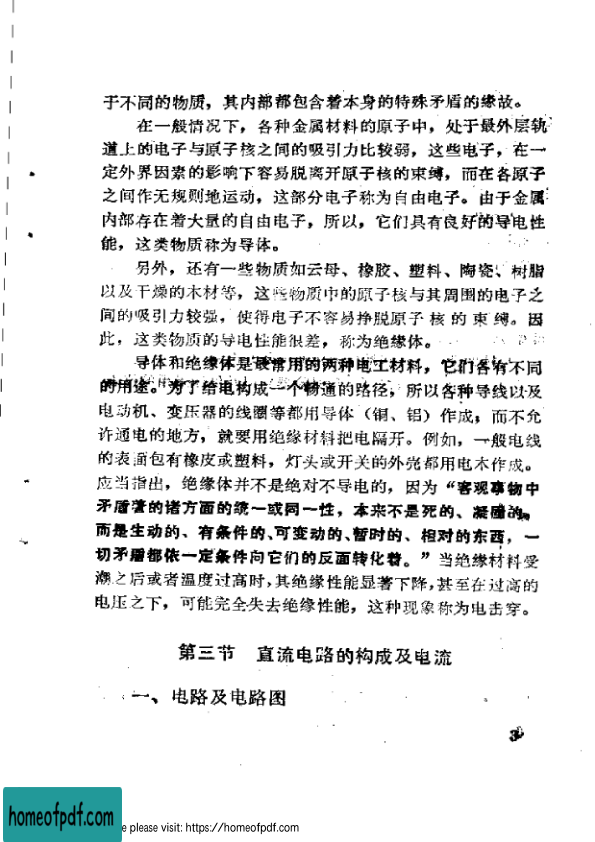 于不同的物质，其内部都包含着本身的特殊矛盾的缘故。
在一般情况下，各种金属材料的原子中，处于最外层轨
道上的电子与原子核之间的吸引力比较弱，这些电子，在一
定外界因素的影响下容易脱离开原子核的束缚，而在各原子
之间作无规则地运动，这部分电子称为自由电子。由于金属
内部存在着大量的自由电子，所以，它们具有良好的导电性
能，这类物质称为导体。
另外，还有一些物质如云母、橡胶、塑料、陶瓷、树脂
以及干燥的木材等，这些物质中的原子核与其周围的电子之
间的吸引力较强，使得电子不容易挣脱原子核的束缚。因
此，这类物质的导电性能很差，称为绝缘体。
导体和绝缘体是最常用的两种电工材料，它们各有不同
的用途。为了给电构成一个畅通的路径，所以各种导线以及
电动机、变压器的线圈等都用导体（铜、铝）作成；而不允
许通电的地方，就要用绝缘材料把电隔开。例如，一般电线
的表面包有橡皮或塑料，灯头或开关的外壳都用电木作成。
应当指出，绝缘体并不是绝对不导电的，因为“客观事物中
矛盾着的诸方面的统一或同一性，本来不是死的、凝固的，
而是生动的、有条件的、可变动的、暂时的、相对的东西，一
切矛盾都依一定条件向它们的反面转化着。”当绝缘材料受
潮之后或者温度过高时，其绝缘性能显著下降，甚至在过高的
电压之下，可能完全失去绝缘性能，这种现象称为电击穿。
第三节 直流电路的构成及电流
一、电路及电路图
3
homeofpdf.com
e please visit: https://homeofpdf.com